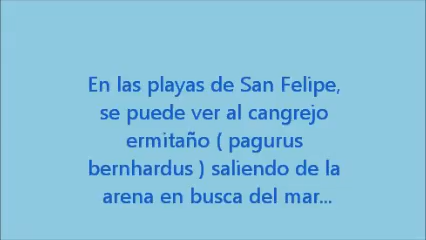 En las playas de San Felipe,
se puede ver al cangrejo
ermitaño ( pagurus
bernhardus ) saliendo de la
arena en busca del mar...